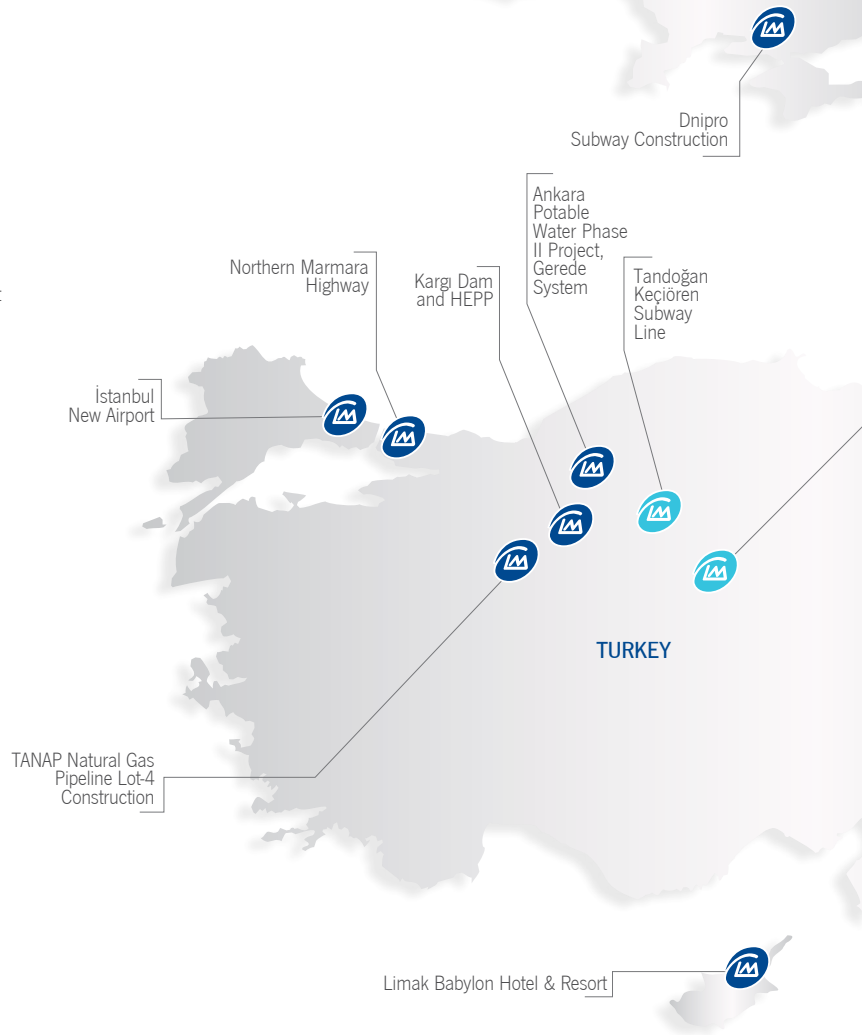 Dnipro
Subway Construction
Ankara
Potable
Water Phase
II Project,
Gerede
System
Northern Marmara
Highway
Kargı Dam
and HEPP
Tandoğan
Keçiören
Subway
Line
İstanbul
New Airport
TURKEY
TANAP Natural Gas
Pipeline Lot-4
Construction
Limak Babylon Hotel & Resort